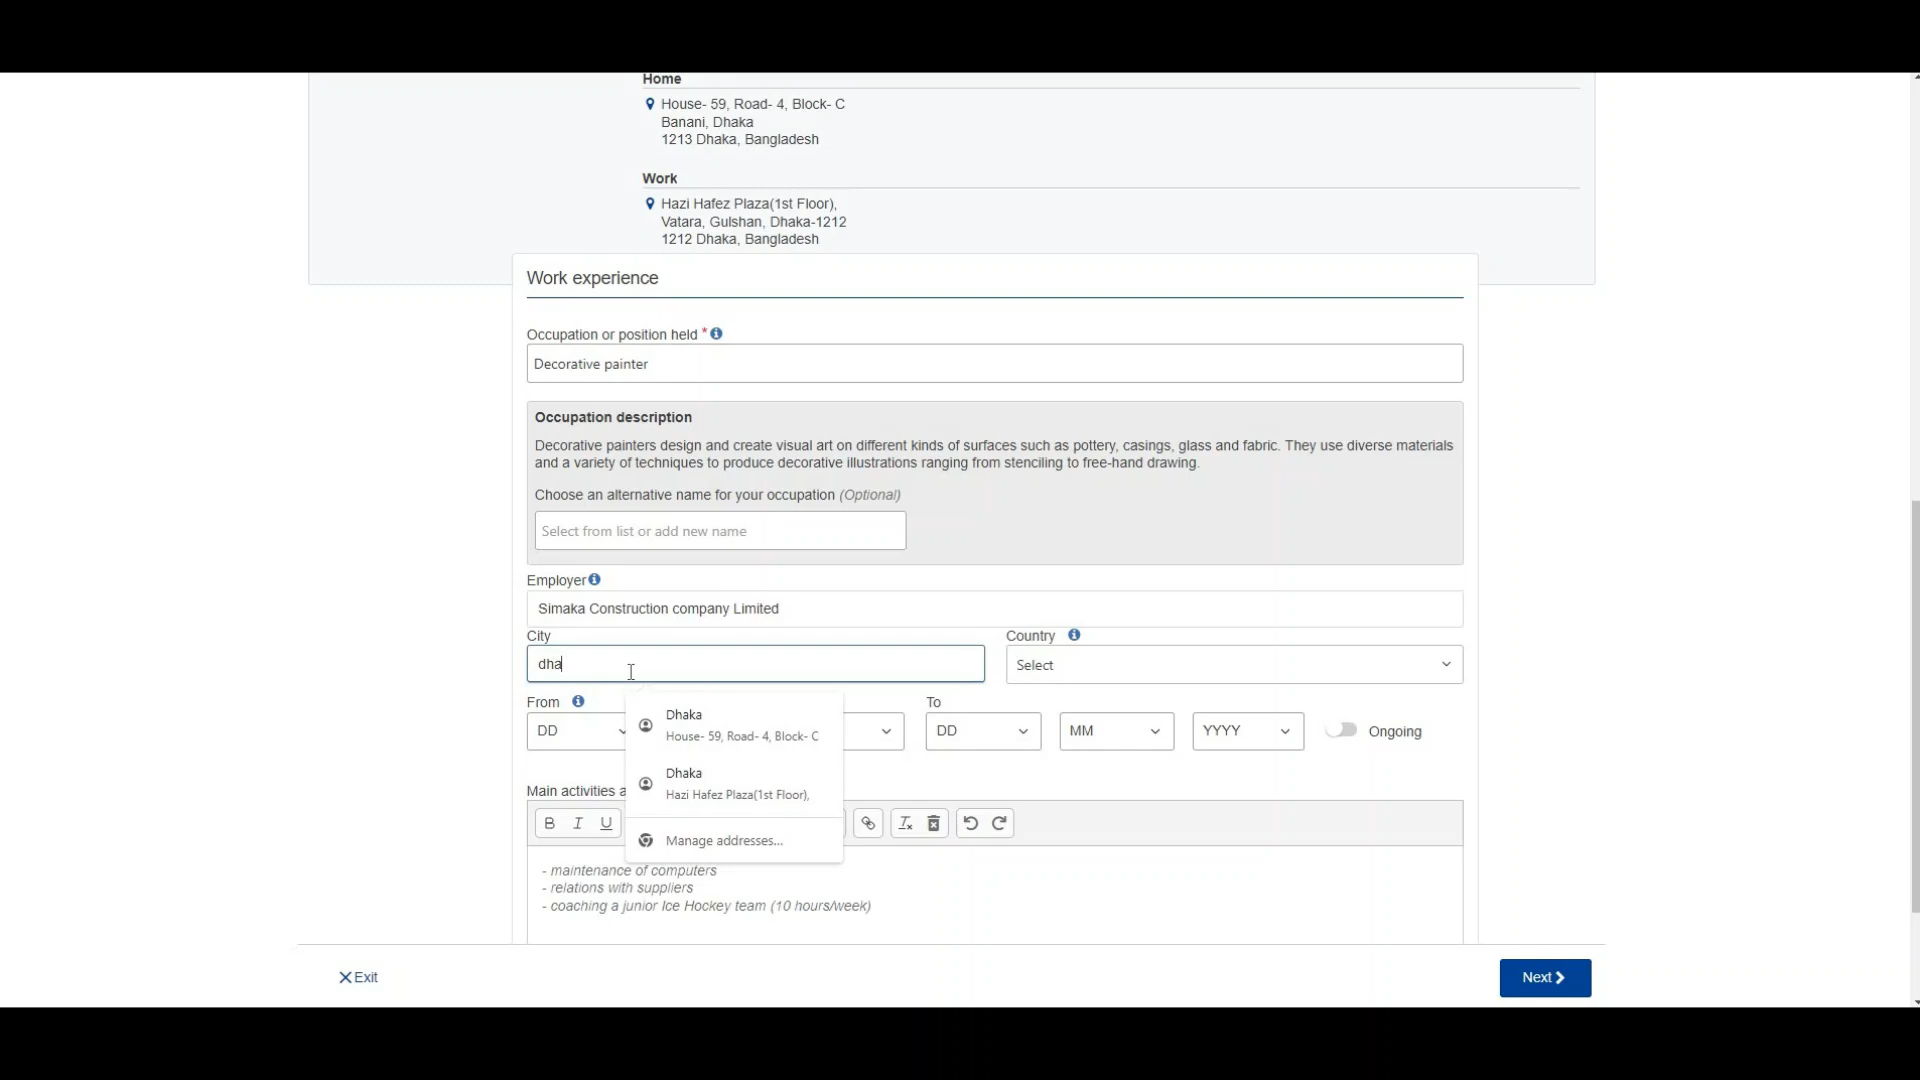 Home
House- 59, Road- 4, Block- C
Banani, Dhaka
1213 Dhaka, Bangladesh
Work
Hazi Hafez Plaza(1st Floor),
Vatara, Gulshan, Dhaka-1212
1212 Dhaka, Bangladesh
Work experience
Occupation or position held *
Decorative painter
Occupation description
Decorative painters design and create visual art on different kinds of surfaces such as pottery, casings, glass and fabric. They use diverse materials
and a variety of techniques to produce decorative illustrations ranging from stenciling to free-hand drawing.
Choose an alternative name for your occupation (Optional)
Select from list or add new name
Employer
Simaka Construction company Limited
City Country
dha Select
From To
DD DD MM YYYY Ongoing
Dhaka
House- 59, Road- 4, Block- C
Dhaka
Hazi Hafez Plaza(1st Floor),
Manage addresses...
Main activities a
B I U
- maintenance of computers
- relations with suppliers
- coaching a junior Ice Hockey team (10 hours/week)
Exit Next